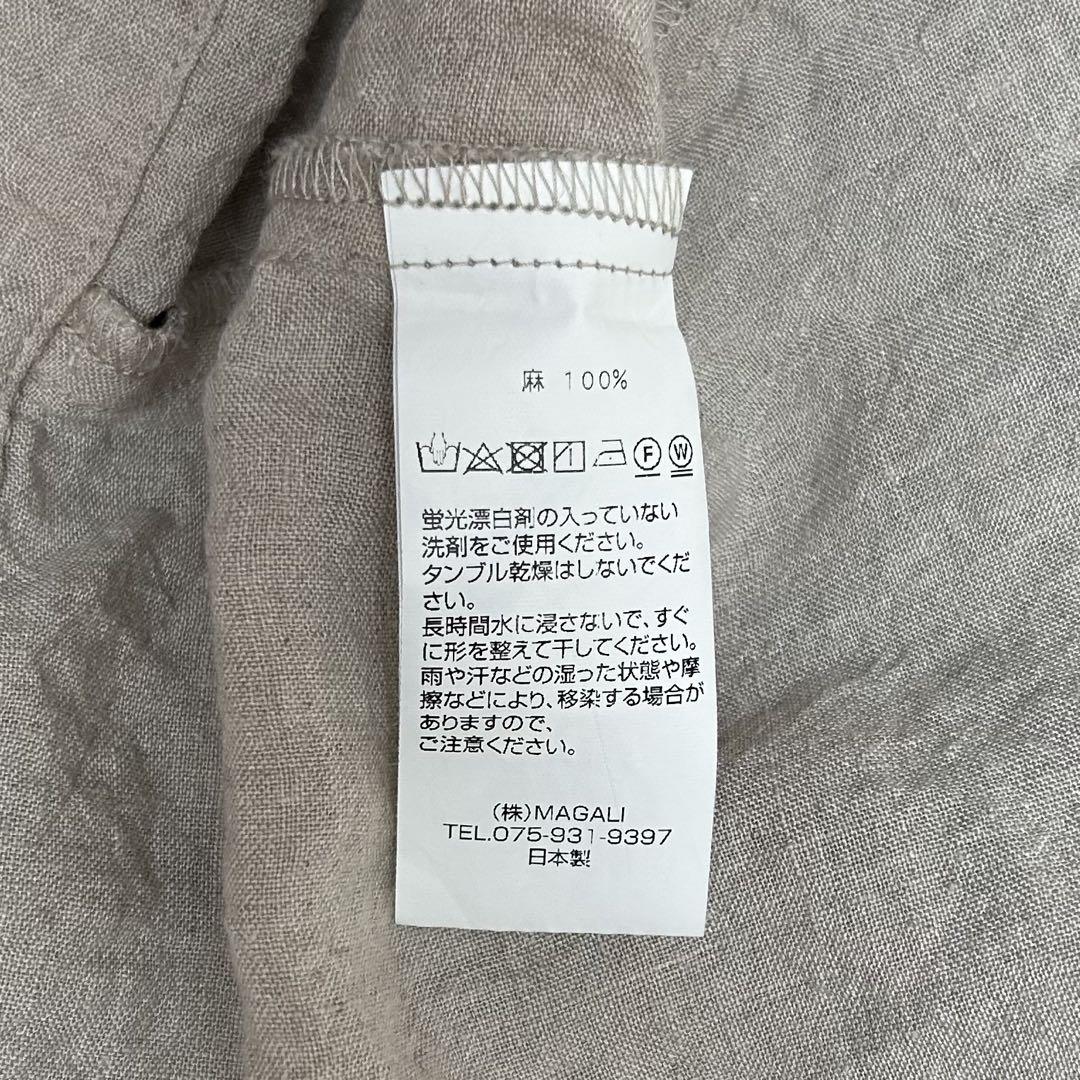 麻 100%
F W
蛍光漂白剤の入っていない
洗剤をご使用ください。
タンブル乾燥はしないでくだ
さい。
長時間水に浸さないで、すぐ
に形を整えて干してください。
雨や汗などの湿った状態や摩
擦などにより、移染する場合が
ありますので、
ご注意ください。
(株)MAGALI
TEL.075-931-9397
日本製